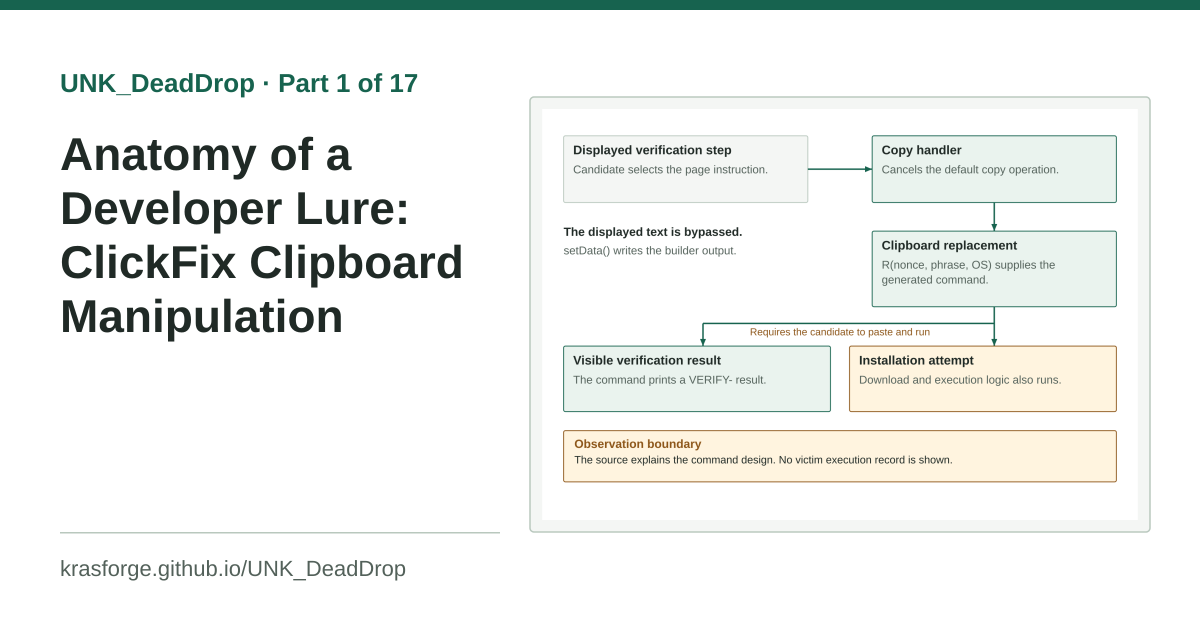 UNK_DeadDrop · Part 1 of 17
Anatomy of a
Developer Lure:
ClickFix Clipboard
Manipulation
krasforge.github.io/UNK_DeadDrop
Displayed verification step
Candidate selects the page instruction.
Copy handler
Cancels the default copy operation.
The displayed text is bypassed.
setData() writes the builder output.
Clipboard replacement
R(nonce, phrase, OS) supplies the
generated command.
Requires the candidate to paste and run
Visible verification result
The command prints a VERIFY- result.
Installation attempt
Download and execution logic also runs.
Observation boundary
The source explains the command design. No victim execution record is shown.